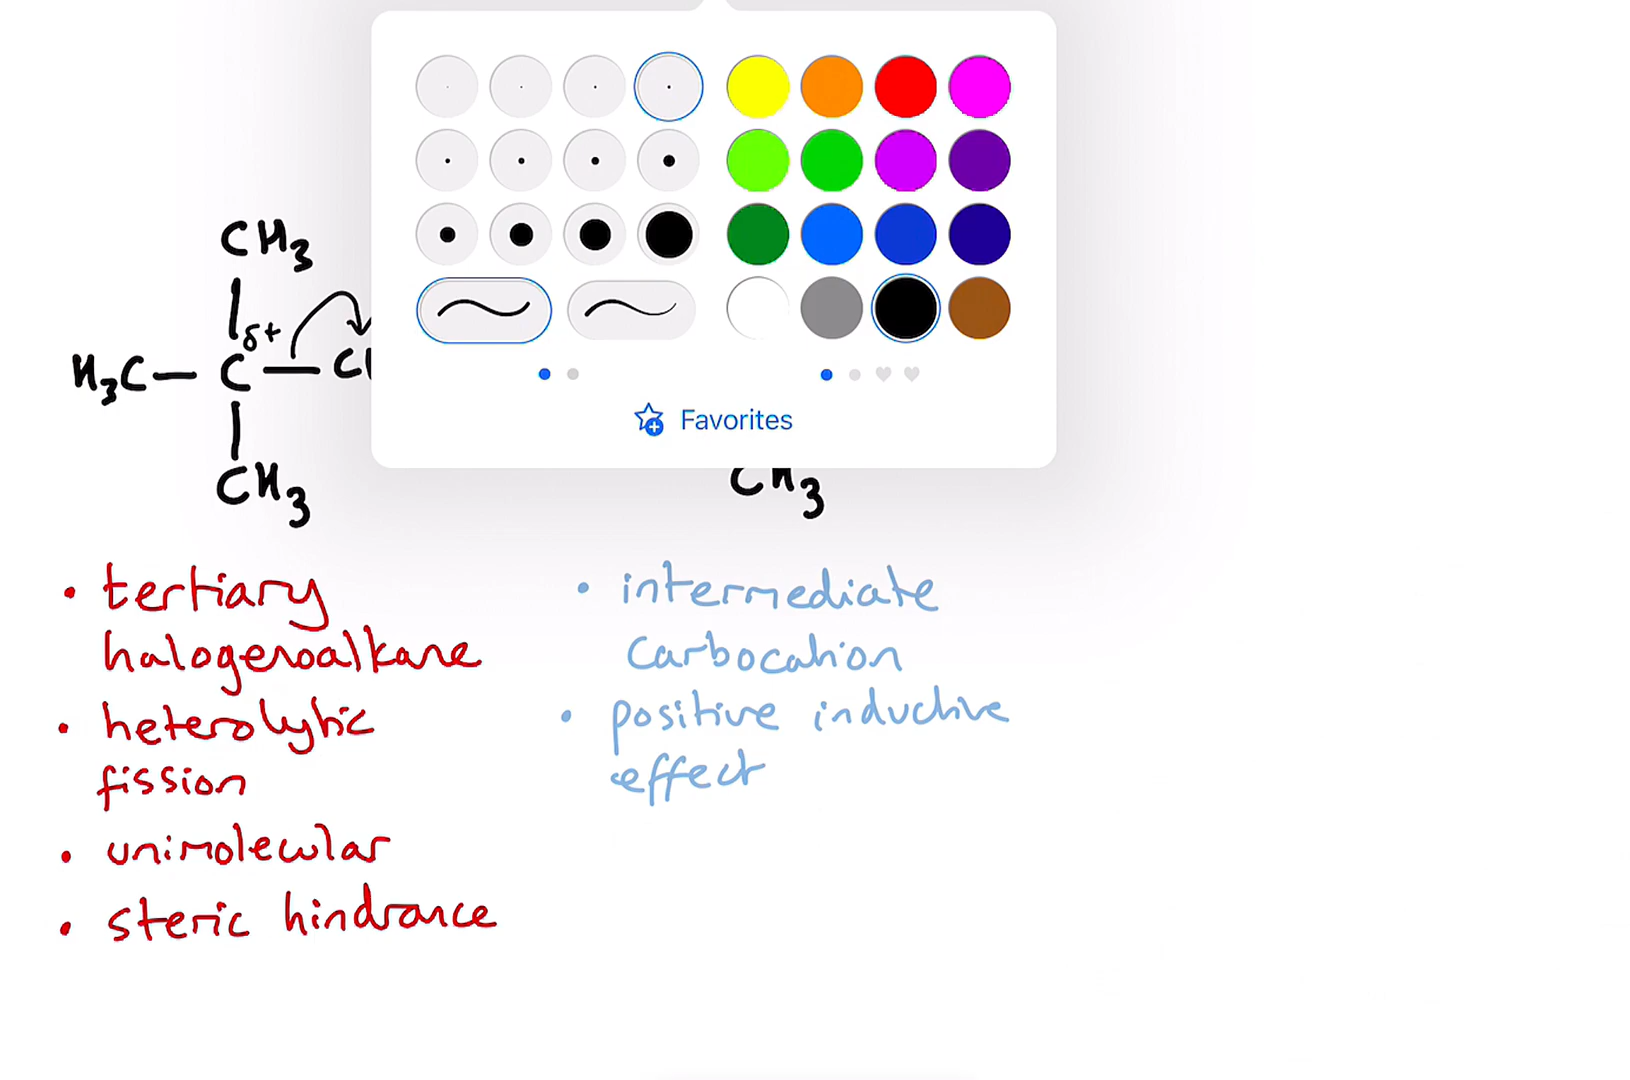 CH3
δ+
H3C — C — Cl
CH3
Favorites
CH3
• tertiary
halogenoalkane
• heterolytic
fission
• unimolecular
• steric hindrance
• intermediate
carbocation
• positive inductive
effect